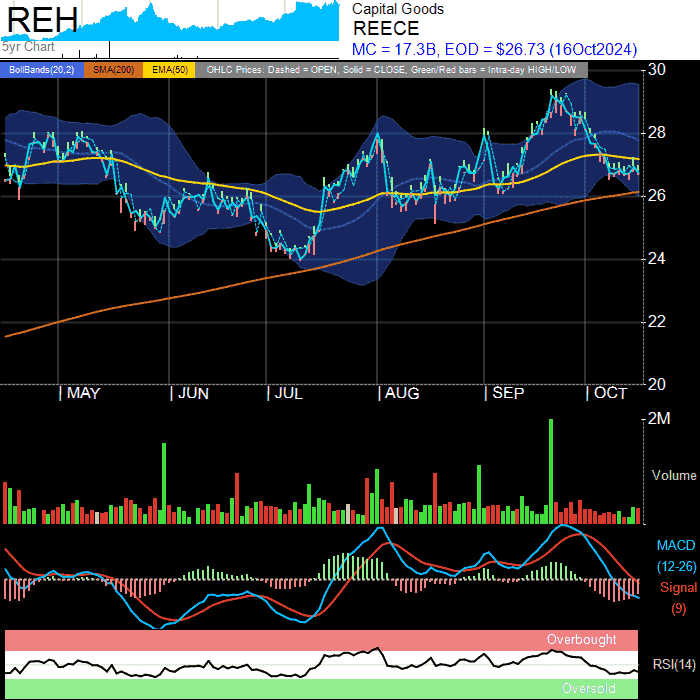 REH
5yr Chart
Capital Goods
REECE
MC = 17.3B, EOD = $26.73 (16Oct2024)
BollBands(20,2) SMA(200) EMA(50) OHLC Prices: Dashed = OPEN, Solid = CLOSE, Green/Red bars = Intra-day HIGH/LOW
30
28
26
24
22
20
MAY JUN JUL AUG SEP OCT
2M
Volume
MACD
(12-26)
Signal
(9)
Overbought
RSI(14)
Oversold